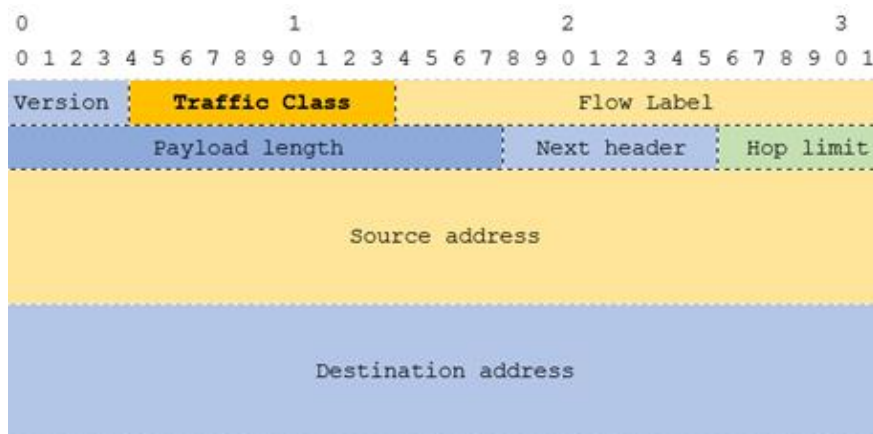 0 1 2 3
0 1 2 3 4 5 6 7 8 9 0 1 2 3 4 5 6 7 8 9 0 1 2 3 4 5 6 7 8 9 0 1
Version Traffic Class Flow Label
Payload length Next header Hop limit
Source address
Destination address